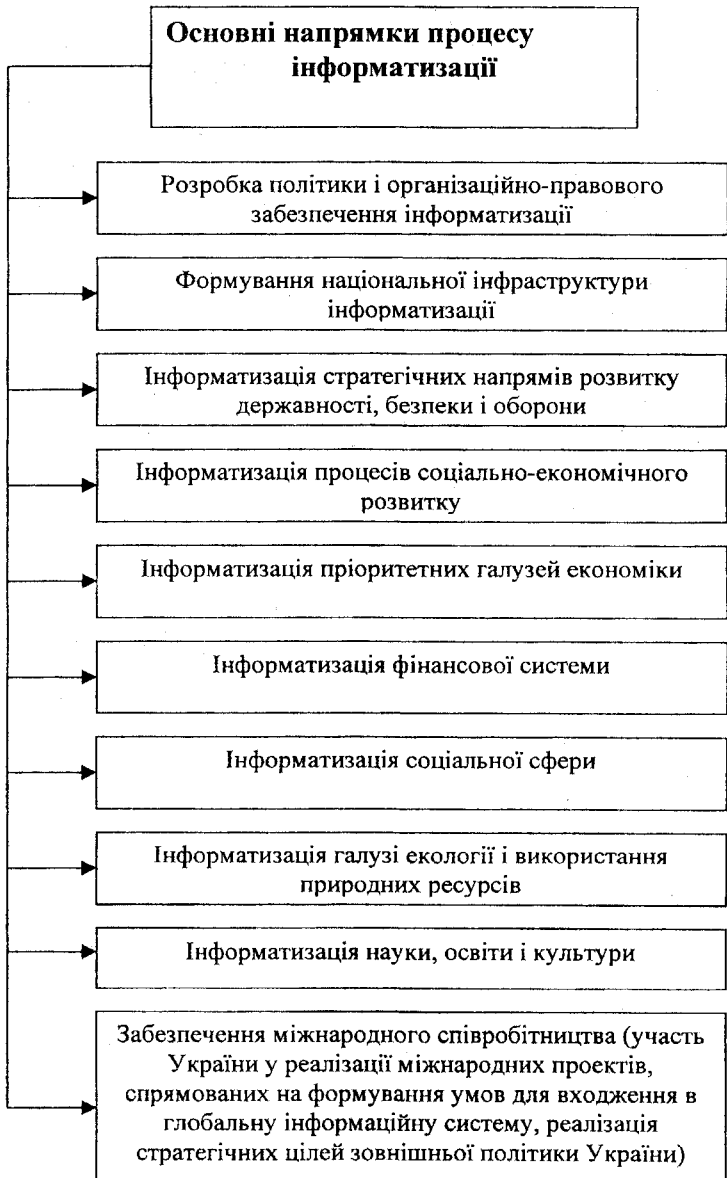 Основні напрямки процесу
інформатизації
Розробка політики і організаційно-правового
забезпечення інформатизації
Формування національної інфраструктури
інформатизації
Інформатизація стратегічних напрямів розвитку
державності, безпеки і оборони
Інформатизація процесів соціально-економічного
розвитку
Інформатизація пріоритетних галузей економіки
Інформатизація фінансової системи
Інформатизація соціальної сфери
Інформатизація галузі екології і використання
природних ресурсів
Інформатизація науки, освіти і культури
Забезпечення міжнародного співробітництва (участь
України у реалізації міжнародних проектів,
спрямованих на формування умов для входження в
глобальну інформаційну систему, реалізація
стратегічних цілей зовнішньої політики України)